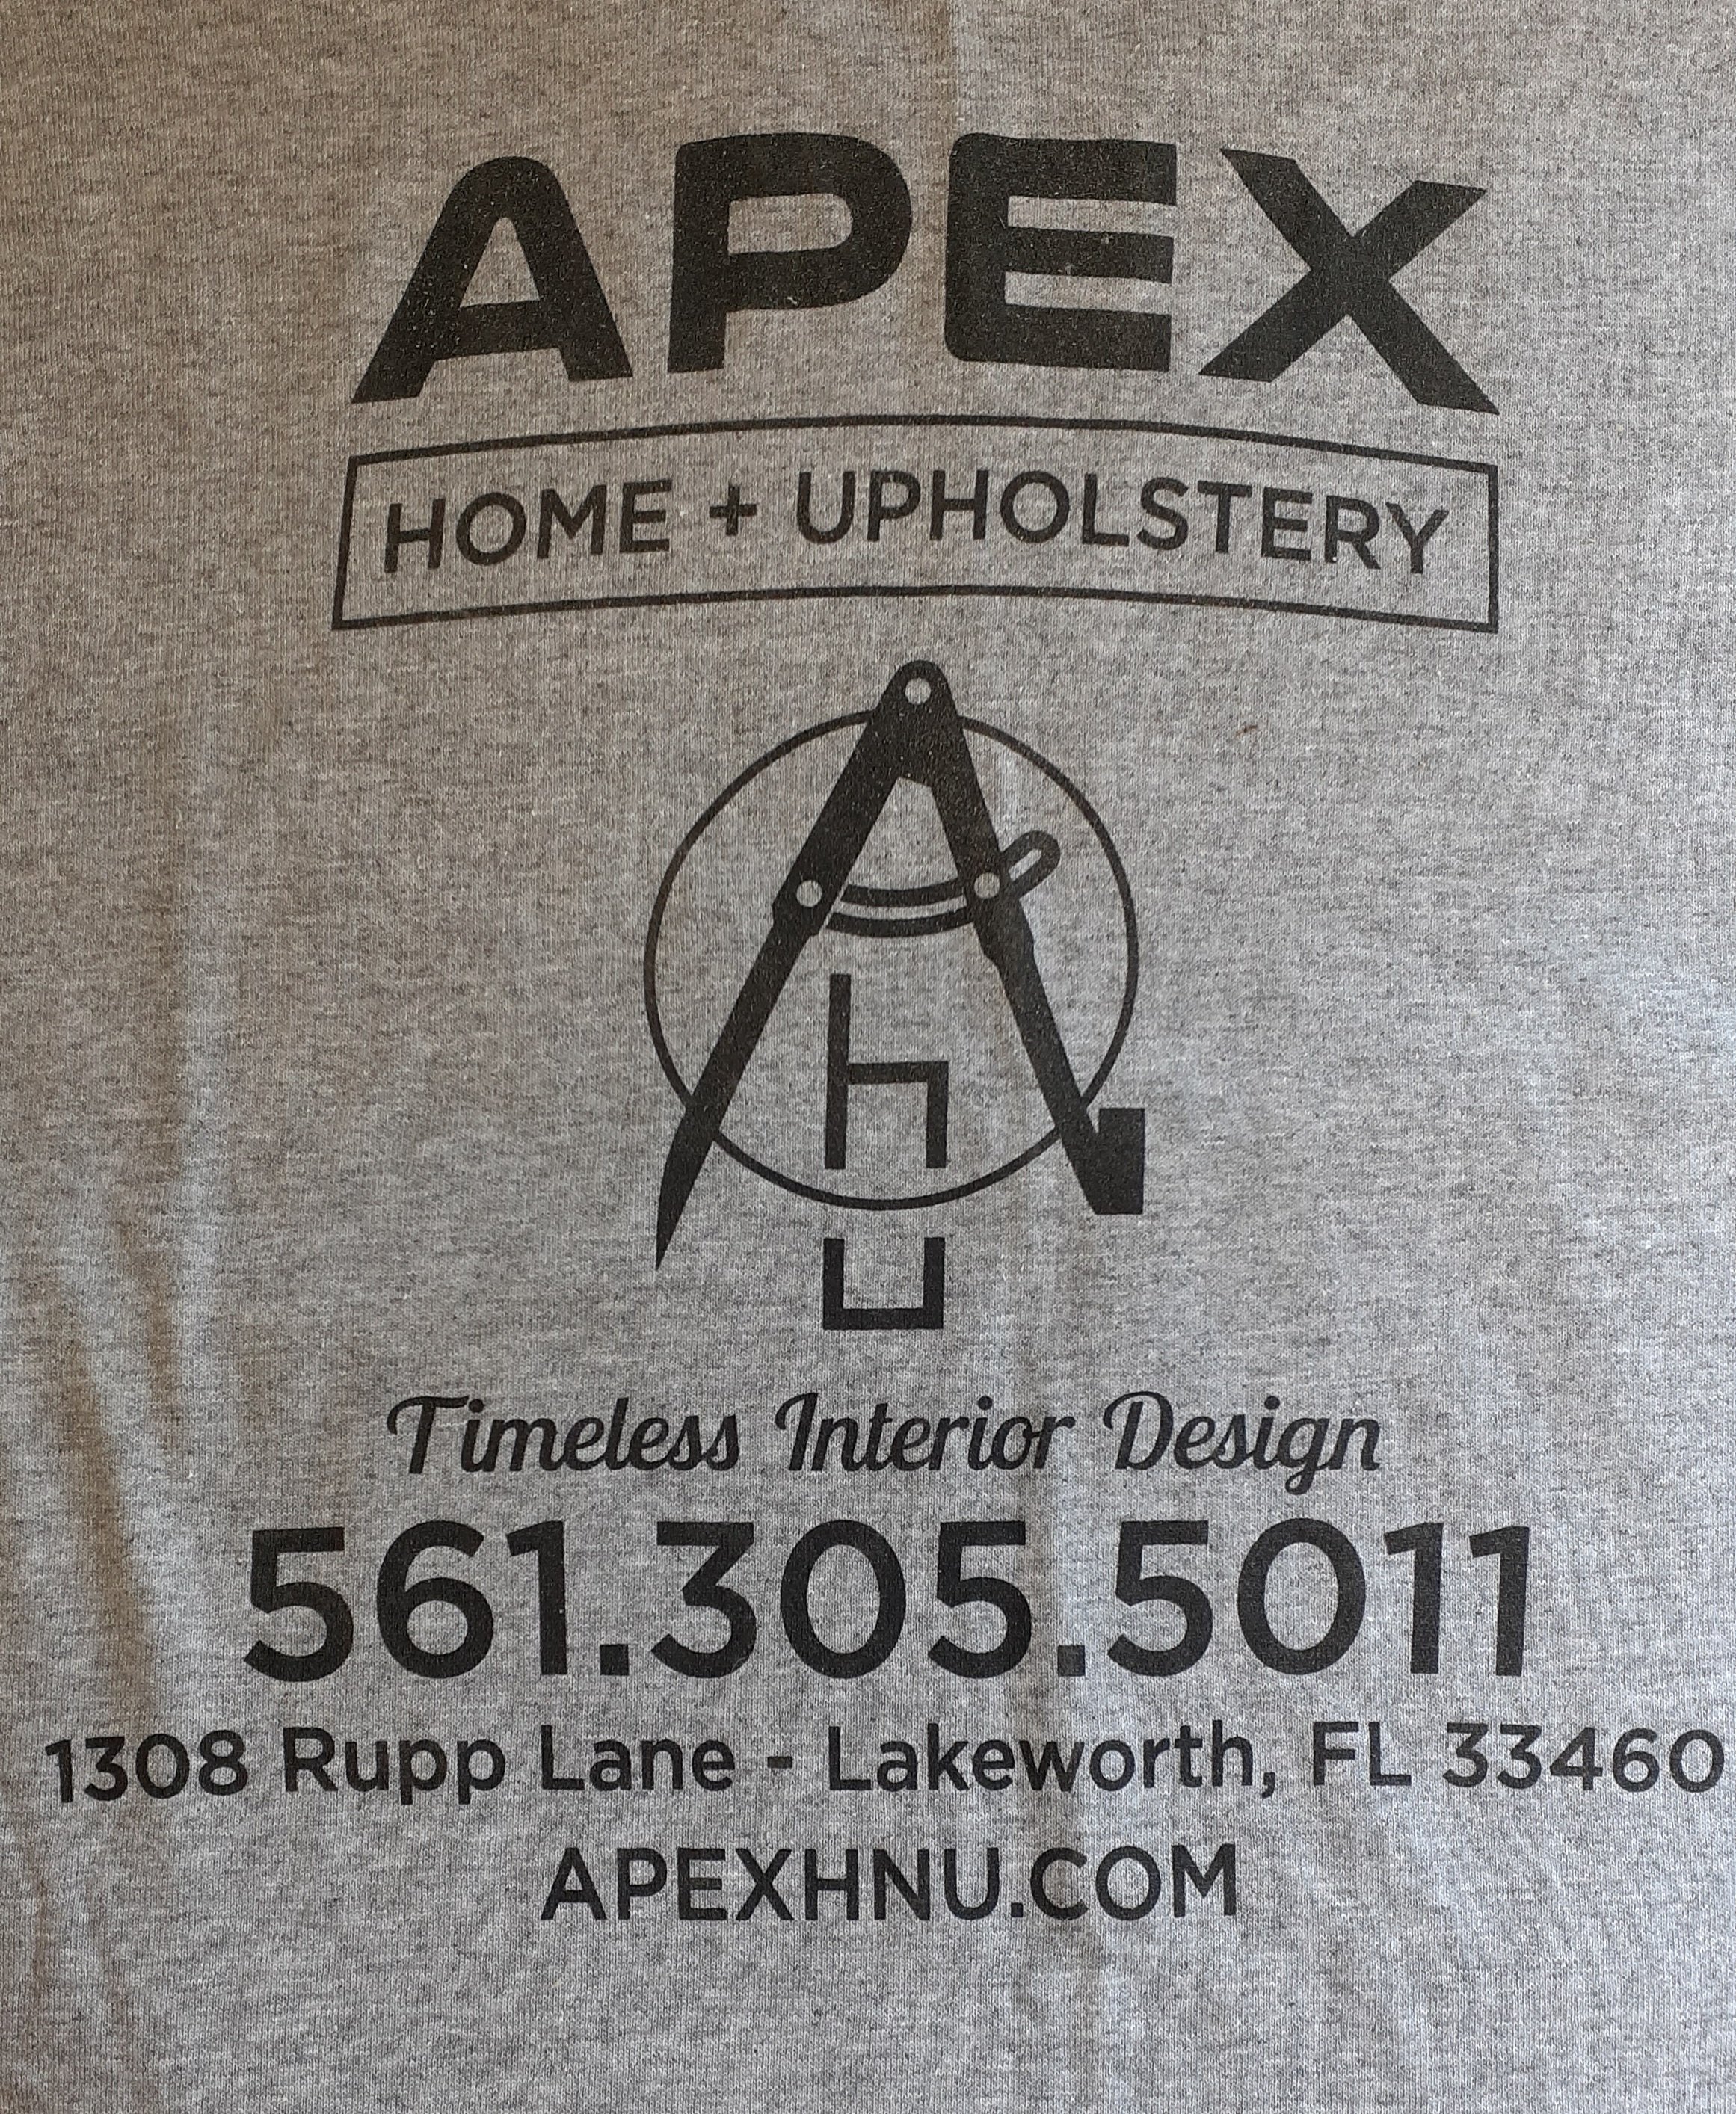 APEX
HOME + UPHOLSTERY
A
h
U
Timeless Interior Design
561.305.5011
1308 Rupp Lane - Lakeworth, FL 33460
APEXHNU.COM